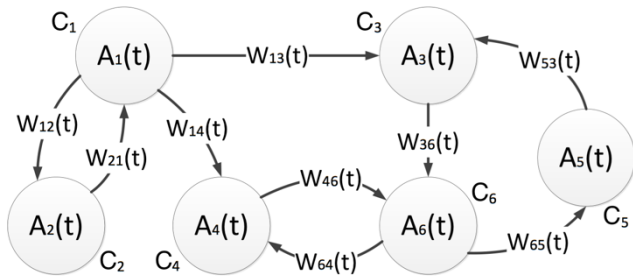 C₁
A₁(t)
W₁₃(t)
C₃
A₃(t)
W₅₃(t)
W₁₂(t)
W₂₁(t)
W₁₄(t)
W₃₆(t)
A₅(t)
C₅
A₂(t)
C₂
A₄(t)
C₄
W₄₆(t)
W₆₄(t)
A₆(t)
C₆
W₆₅(t)